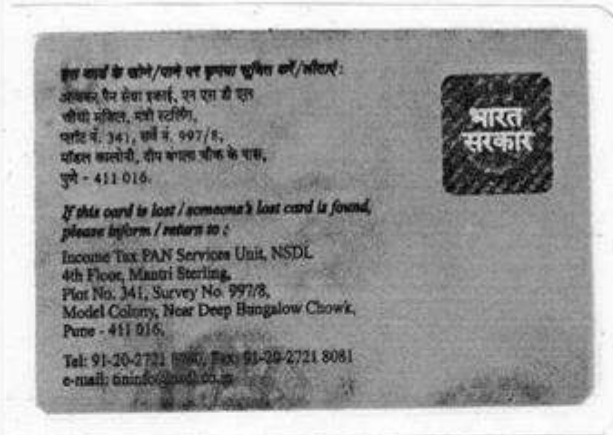 इस कार्ड के खोने/पाने पर कृपया सूचित करें/लौटाएं :
आयकर पैन सेवा इकाई, एन एस डी एल
मंजिल, मंत्री स्टर्लिंग,
प्लॉट नं. 341, सर्वे नं. 997/8,
मॉडल कालोनी, दीप बंगला चौक के पास,
पुणे - 411 016.
If this card is lost / someone's lost card is found,
please inform / return to :
Income Tax PAN Services Unit, NSDL
4th Floor, Mantri Sterling,
Plot No. 341, Survey No. 997/8,
Model Colony, Near Deep Bungalow Chowk,
Pune - 411 016.
Tel: 91-20-2721 Fax: 91-20-2721 8081
e-mail:
भारत
सरकार